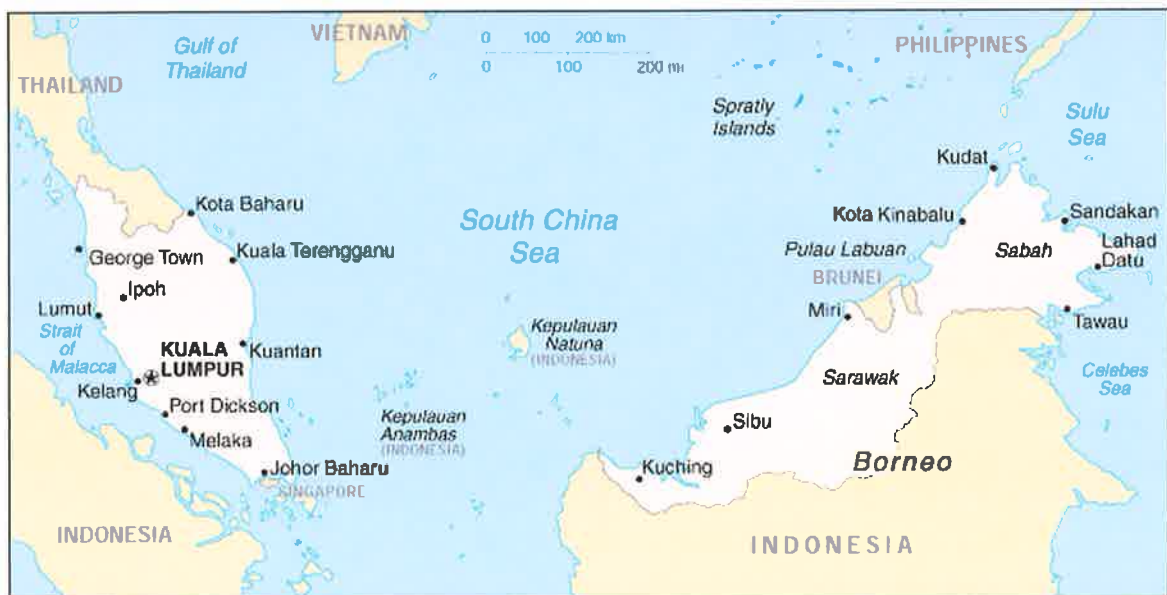 VIETNAM
Gulf of
Thailand
0 100 200 km
0 100 200 mi
PHILIPPINES
THAILAND
Spratly
Islands
Sulu
Sea
Kudat
Kota Baharu
South China
Sea
Kota Kinabalu
Sandakan
George Town
Kuala Terengganu
Pulau Labuan
Sabah
Lahad
Datu
BRUNEI
Ipoh
Lumut
Miri
Tawau
Strait
of
Malacca
Kepulauan
Natuna
(INDONESIA)
KUALA
LUMPUR
Kuantan
Sarawak
Celebes
Sea
Kelang
Port Dickson
Kepulauan
Anambas
(INDONESIA)
Melaka
Sibu
Johor Baharu
Kuching
Borneo
SINGAPORE
INDONESIA
INDONESIA